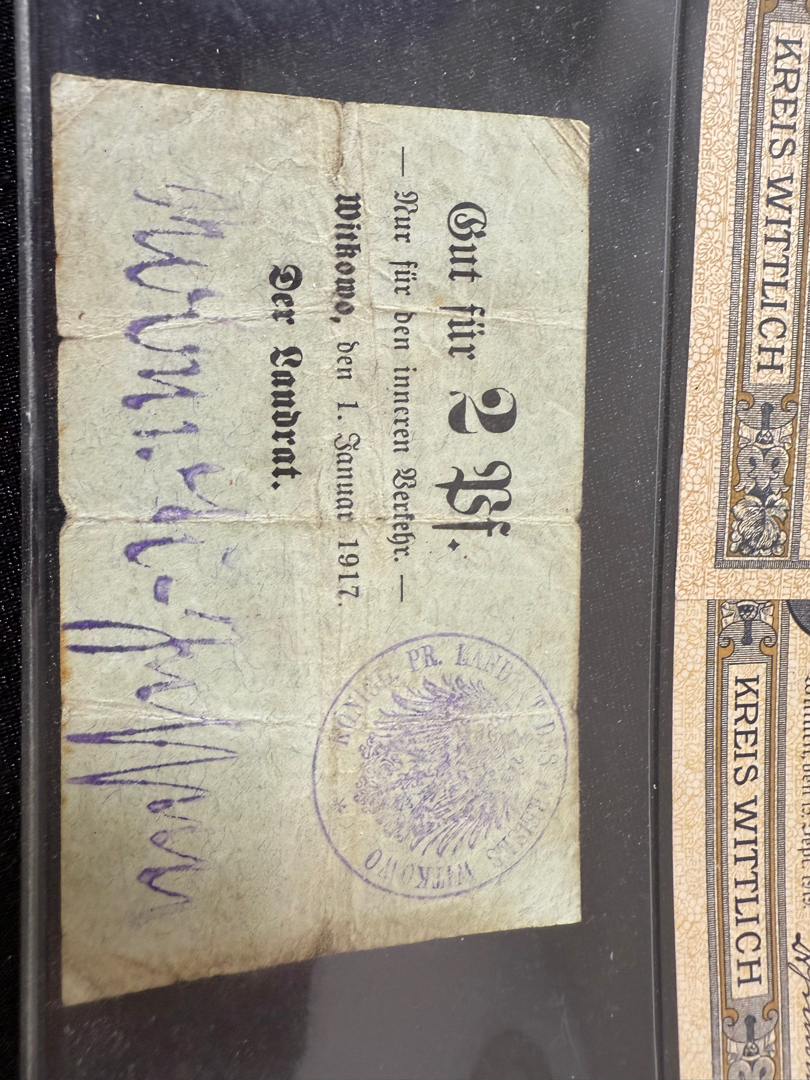 Gut für 2 Pf.
— Nur für den inneren Verkehr. —
Witkowo, den 1. Januar 1917.
Der Landrat.
KÖNIGL. PR. LANDRAT DES KREISES WITKOWO *
KREIS WITTLICH
KREIS WITTLICH